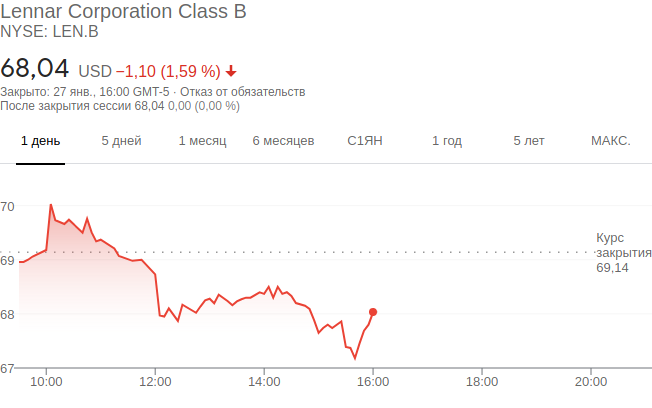 Lennar Corporation Class B
NYSE: LEN.B
68,04 USD −1,10 (1,59 %)
Закрыто: 27 янв., 16:00 GMT-5 · Отказ от обязательств
После закрытия сессии 68,04 0,00 (0,00 %)
1 день 5 дней 1 месяц 6 месяцев С1ЯН 1 год 5 лет МАКС.
70
69
68
67
Курс
закрытия
69,14
10:00 12:00 14:00 16:00 18:00 20:00